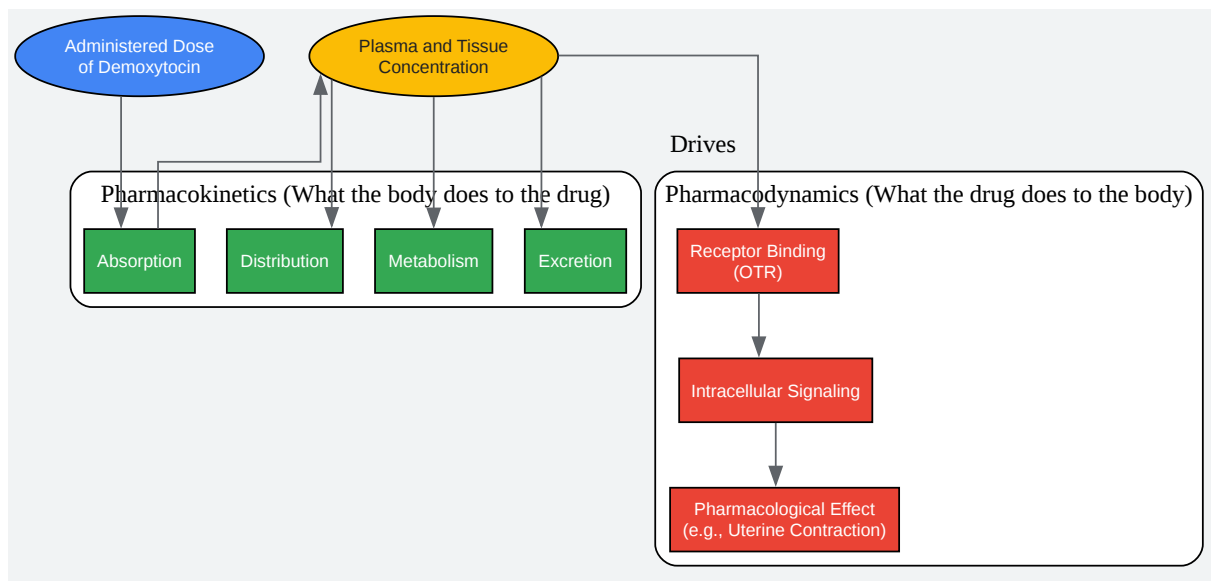 Administered Dose
of Demoxytocin
Plasma and Tissue
Concentration
Drives
Pharmacokinetics (What the body does to the drug)
Pharmacodynamics (What the drug does to the body)
Absorption
Distribution
Metabolism
Excretion
Receptor Binding
(OTR)
Intracellular Signaling
Pharmacological Effect
(e.g., Uterine Contraction)